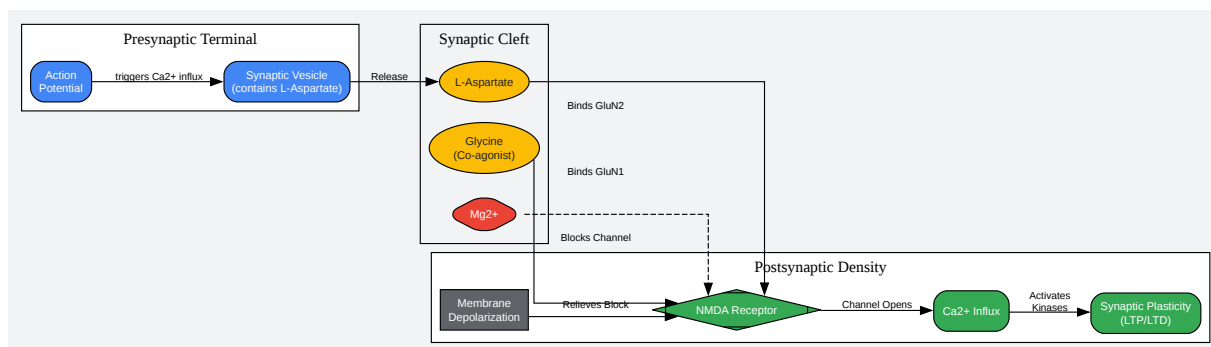 Presynaptic Terminal
Action
Potential
triggers Ca2+ influx
Synaptic Vesicle
(contains L-Aspartate)
Release
Synaptic Cleft
L-Aspartate
Binds GluN2
Glycine
(Co-agonist)
Binds GluN1
Mg2+
Blocks Channel
Postsynaptic Density
Membrane
Depolarization
Relieves Block
NMDA Receptor
Channel Opens
Ca2+ Influx
Activates
Kinases
Synaptic Plasticity
(LTP/LTD)